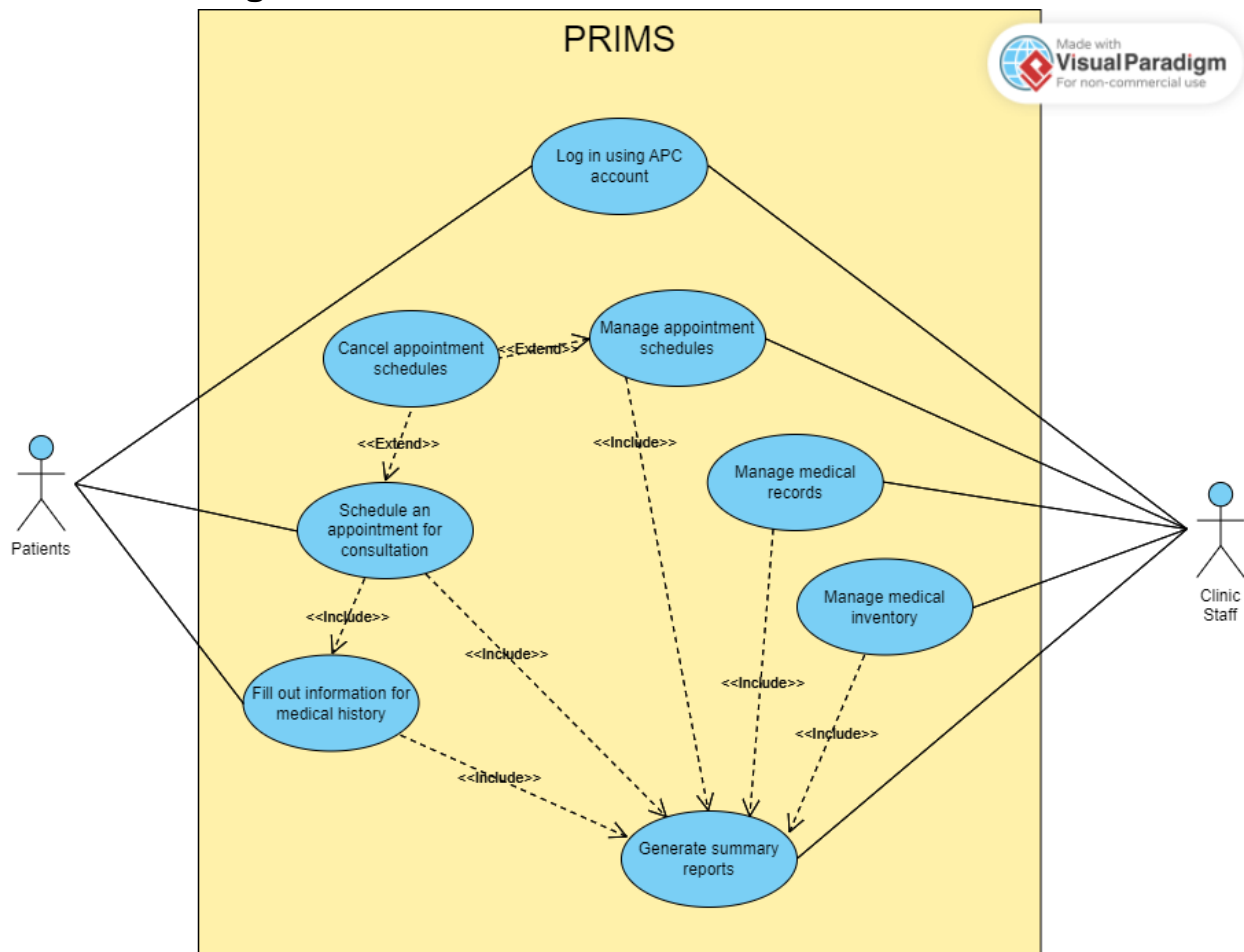 PRIMS
Made with
Visual Paradigm
For non-commercial use
Log in using APC
account
Cancel appointment
schedules
<<Extend>>
Manage appointment
schedules
<<Extend>>
<<Include>>
Patients
Schedule an
appointment for
consultation
Manage medical
records
Clinic
Staff
<<Include>>
Manage medical
inventory
<<Include>>
Fill out information for
medical history
<<Include>>
<<Include>>
<<Include>>
Generate summary
reports